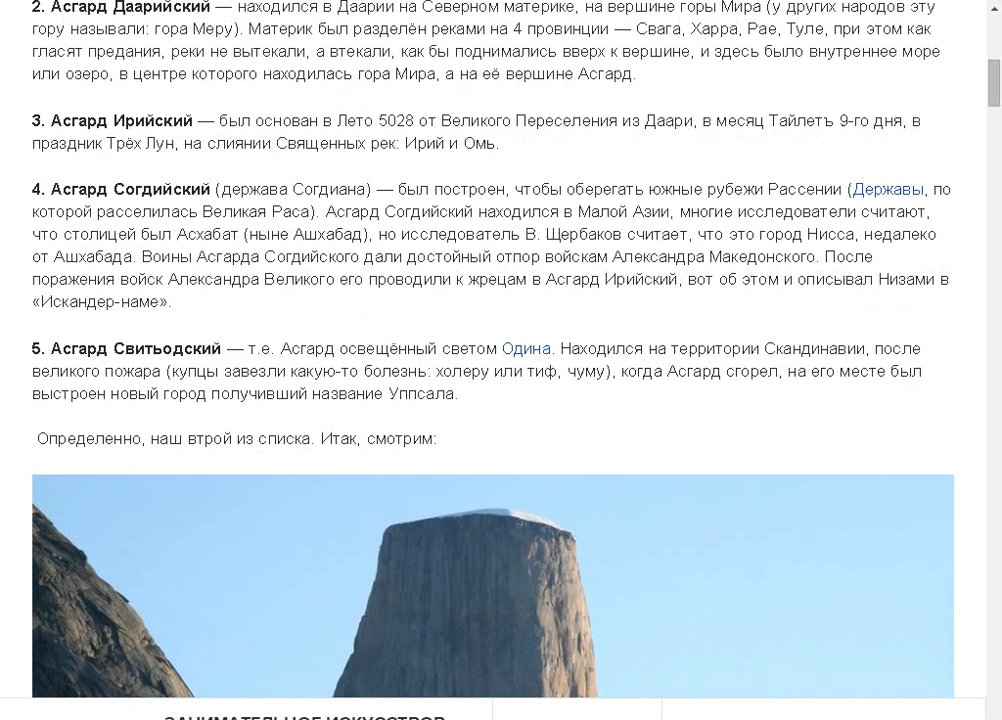 2. Асгард Даарийский — находился в Даарии на Северном материке, на вершине горы Мира (у других народов эту
гору называли: гора Меру). Материк был разделён реками на 4 провинции — Свага, Харра, Рае, Туле, при этом как
гласят предания, реки не вытекали, а втекали, как бы поднимались вверх к вершине, и здесь было внутреннее море
или озеро, в центре которого находилась гора Мира, а на её вершине Асгард.
3. Асгард Ирийский — был основан в Лето 5028 от Великого Переселения из Даари, в месяц Тайлетъ 9-го дня, в
праздник Трёх Лун, на слиянии Священных рек: Ирий и Омь.
4. Асгард Согдийский (держава Согдиана) — был построен, чтобы оберегать южные рубежи Рассении (Державы, по
которой расселилась Великая Раса). Асгард Согдийский находился в Малой Азии, многие исследователи считают,
что столицей был Асхабат (ныне Ашхабад), но исследователь В. Щербаков считает, что это город Нисса, недалеко
от Ашхабада. Воины Асгарда Согдийского дали достойный отпор войскам Александра Македонского. После
поражения войск Александра Великого его проводили к жрецам в Асгард Ирийский, вот об этом и описывал Низами в
«Искандер-наме».
5. Асгард Свитьодский — т.е. Асгард освещённый светом Одина. Находился на территории Скандинавии, после
великого пожара (купцы завезли какую-то болезнь: холеру или тиф, чуму), когда Асгард сгорел, на его месте был
выстроен новый город получивший название Уппсала.
Определенно, наш втрой из списка. Итак, смотрим:
ЗАНИМАТЕЛЬНОЕ ИСКУССТВОВ